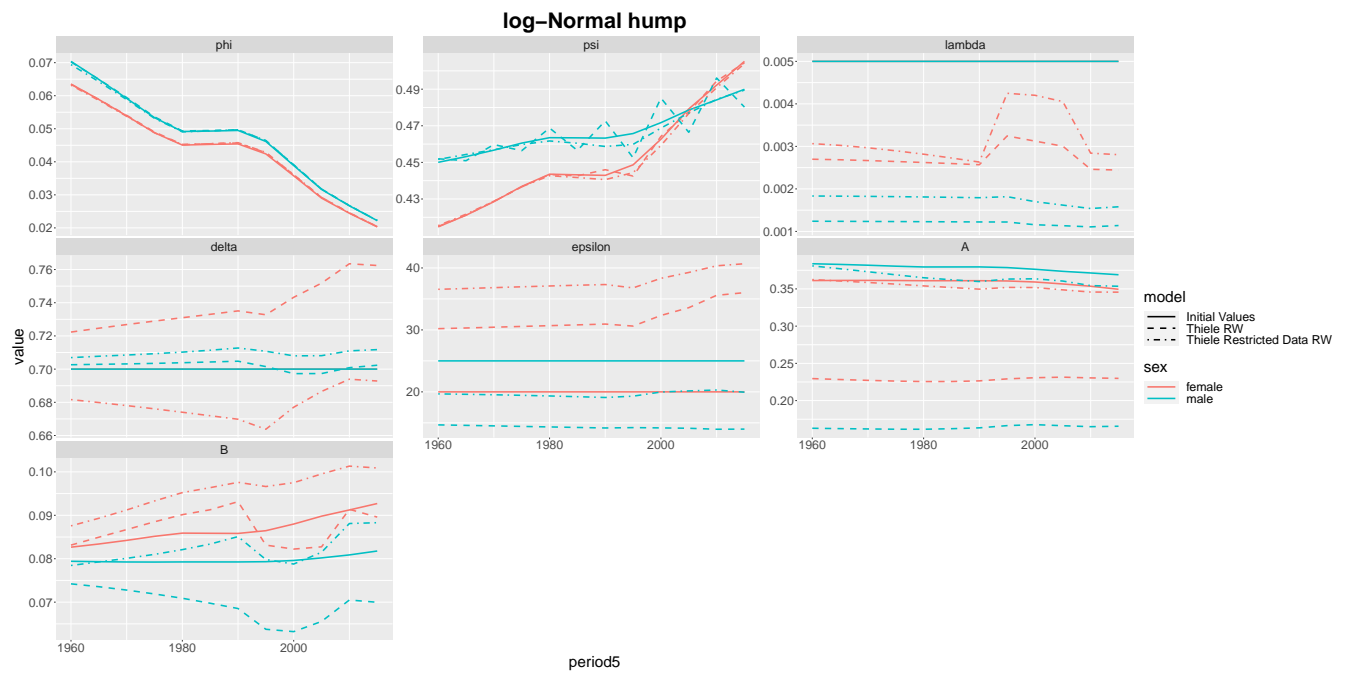 log−Normal hump
phi
psi
lambda
0.07
0.06
0.05
0.04
0.03
0.02
0.49
0.47
0.45
0.43
0.005
0.004
0.003
0.002
0.001
delta
epsilon
A
0.76
0.74
0.72
0.70
0.68
0.66
40
30
20
0.35
0.30
0.25
0.20
1960
1980
2000
1960
1980
2000
B
0.10
0.09
0.08
0.07
1960
1980
2000
value
period5
model
Initial Values
Thiele RW
Thiele Restricted Data RW
sex
female
male